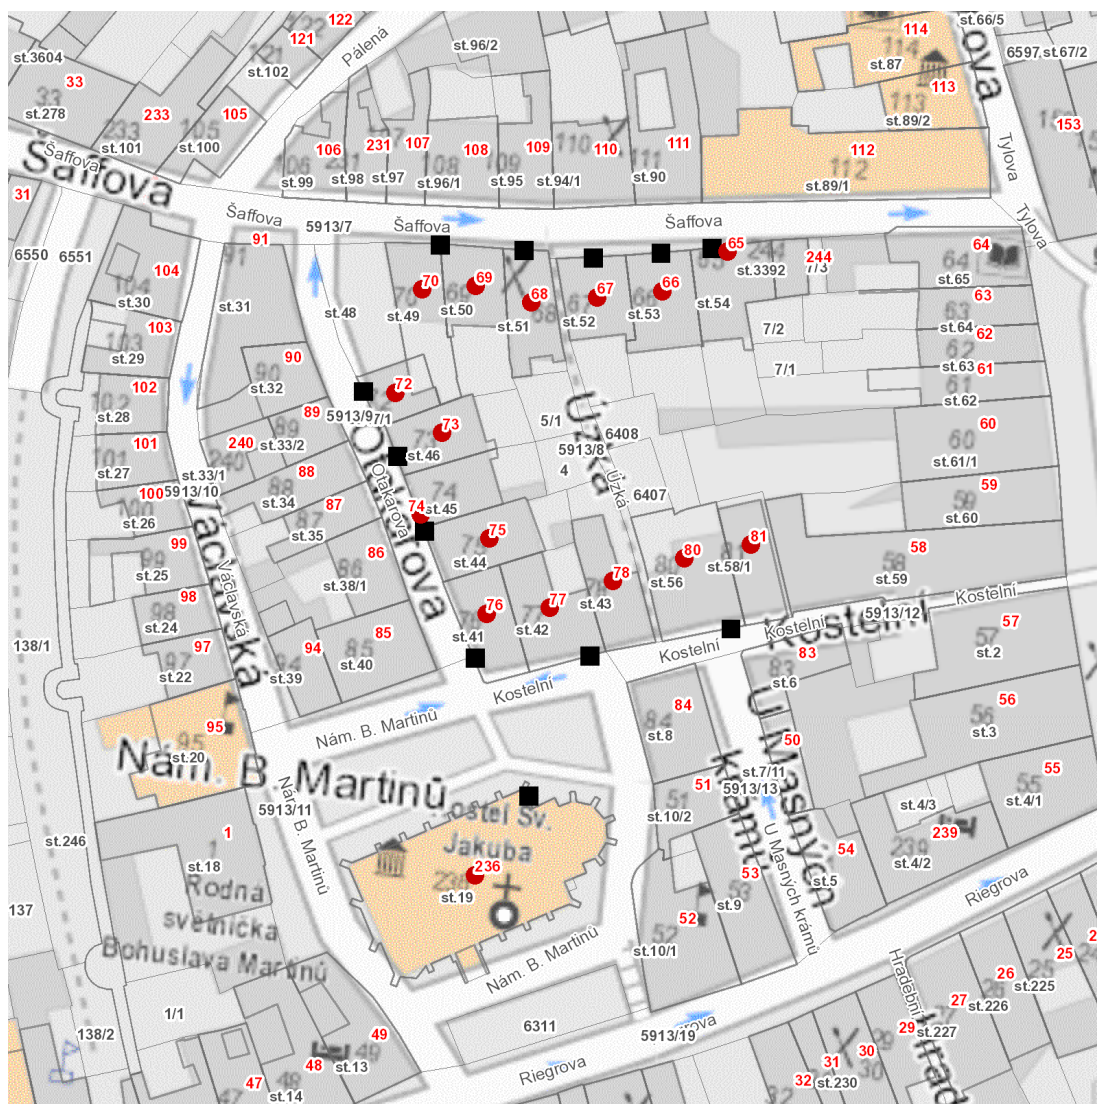 122
121
st.96/2
st.66/5
114
st.87
6597
st.67/2
st.3604
33
st.278
233
st.101
105
st.100
st.102
Pálená
106
st.99
231
st.98
st.97
107
108
st.96/1
109
st.95
110
st.94/1
111
st.90
112
st.89/1
113
st.89/2
153
Tylova
Šaffova
Šaffova
31
6550
6551
Šaffova
91
5913/7
Šaffova
Šaffova
Tylova
104
st.30
st.31
st.48
70
st.49
69
st.50
68
st.51
67
st.52
66
st.53
65
st.54
st.3392
244
7/3
64
st.65
63
st.64
103
st.29
90
st.32
72
7/2
62
st.63
7/1
61
st.62
102
st.28
89
st.33/2
5913/9
7/1
73
st.46
5/1
Úzká
6408
5913/8
4
60
st.61/1
101
st.27
240
st.33/1
5913/10
88
st.34
Otakarova
Otakarova
74
st.45
Úzká
6407
59
st.60
100
st.26
87
st.35
75
st.44
81
80
st.56
st.58/1
58
st.59
99
st.25
86
st.38/1
Václavská
Václavská
98
st.24
76
st.41
77
st.42
78
st.43
Kostelní
Kostelní
Kostelní
Kostelní
5913/12
57
st.2
138/1
97
st.22
94
st.39
85
st.40
Kostelní
83
st.6
95
st.20
Nám. B. Martinů
Nám. B. Martinů
84
st.8
56
st.3
50
st.7/11
5913/13
U Masných
krámů
51
st.10/2
55
st.4/1
st.246
5913/11
Nám. B. Martinů
1
st.18
Kostel Sv.
Jakuba
236
st.19
Rodná
světnička
Bohuslava Martinů
st.4/3
239
st.4/2
54
st.5
53
st.9
52
st.10/1
U Masných krámů
137
Nám. B. Martinů
Riegrova
25
st.225
26
st.226
27
st.227
29
Hradební
138/2
1/1
6311
5913/19
Riegrova
49
st.13
48
st.14
47
30
31
st.230
32